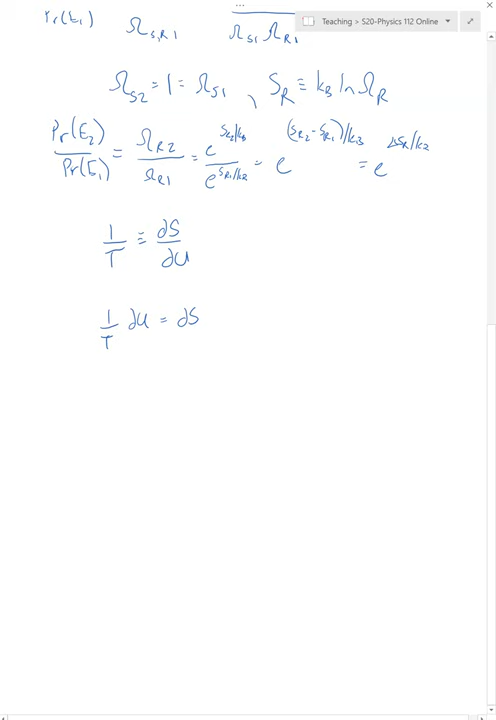 Teaching > S20-Physics 112 Online
Pr(E₁) Ω_{S,R1} Ω_{S1} Ω_{R1}
Ω_{S2} = 1 = Ω_{S1} , S_R ≡ k_B ln Ω_R
Pr(E₂)/Pr(E₁) = Ω_{R2}/Ω_{R1} = e^{S_{R2}/k_B}/e^{S_{R1}/k_B} = e^{(S_{R2}-S_{R1})/k_B} = e^{ΔS_R/k_B}
1/T ≡ ∂S/∂U
1/T ∂U = ∂S